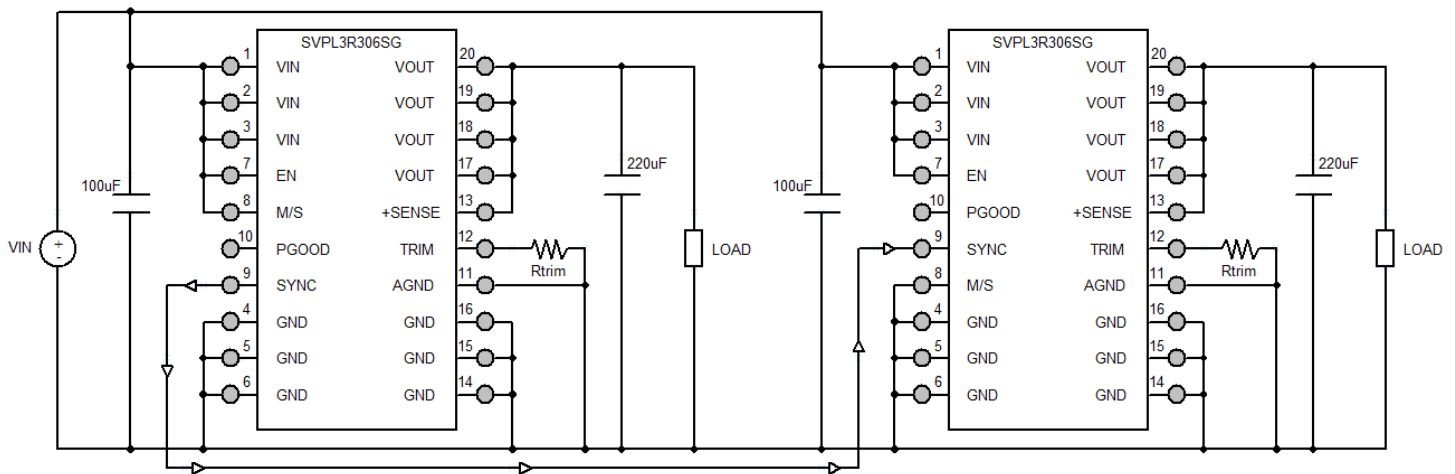 SVPL3R306SG
1 VIN VOUT 20
2 VIN VOUT 19
3 VIN VOUT 18
7 EN VOUT 17
8 M/S +SENSE 13
10 PGOOD TRIM 12
9 SYNC AGND 11
4 GND GND 16
5 GND GND 15
6 GND GND 14
100uF
VIN
+
-
220uF
LOAD
Rtrim
SVPL3R306SG
1 VIN VOUT 20
2 VIN VOUT 19
3 VIN VOUT 18
7 EN VOUT 17
10 PGOOD +SENSE 13
9 SYNC TRIM 12
8 M/S AGND 11
4 GND GND 16
5 GND GND 15
6 GND GND 14
100uF
220uF
LOAD
Rtrim